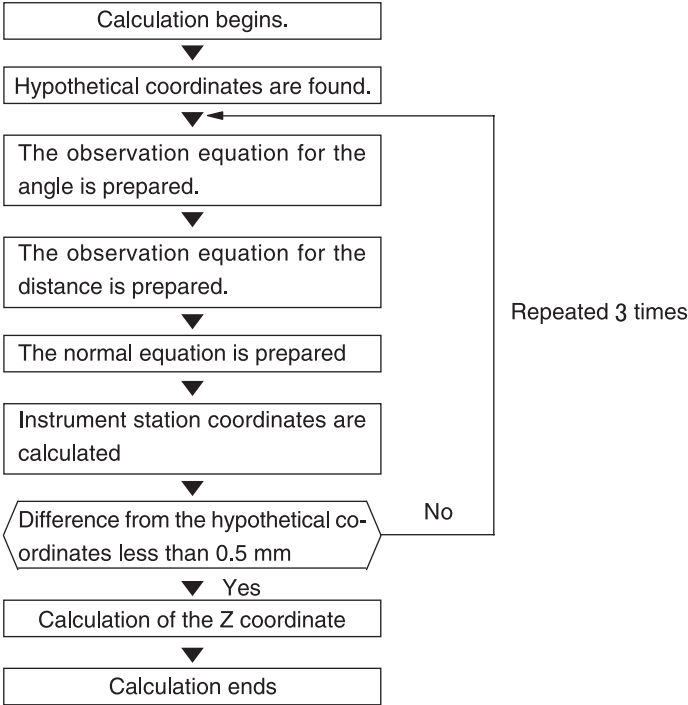 Calculation begins.
Hypothetical coordinates are found.
The observation equation for the
angle is prepared.
The observation equation for the
distance is prepared.
Repeated 3 times
The normal equation is prepared
Instrument station coordinates are
calculated
Difference from the hypothetical co-
ordinates less than 0.5 mm
No
Yes
Calculation of the Z coordinate
Calculation ends